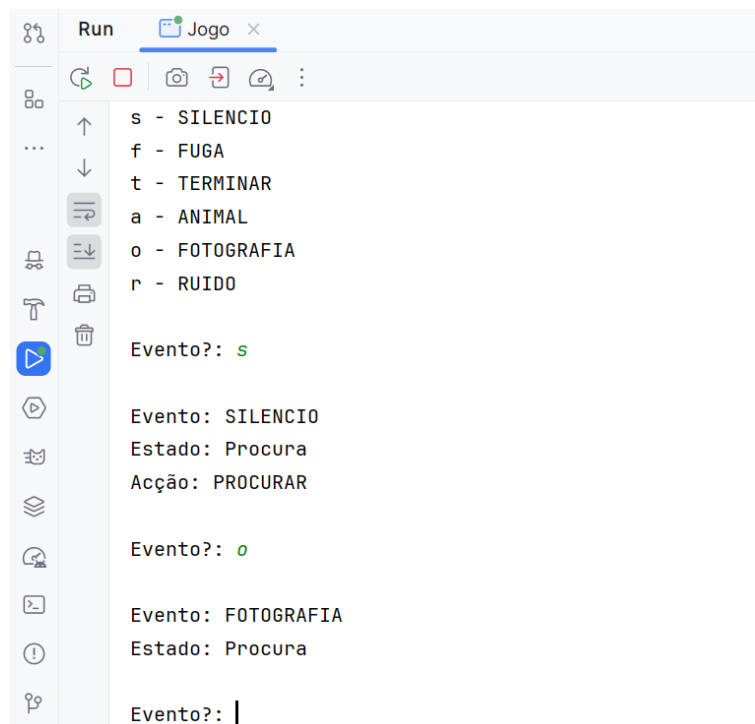 Run Jogo
s - SILENCIO
f - FUGA
t - TERMINAR
a - ANIMAL
o - FOTOGRAFIA
r - RUIDO
Evento?: s
Evento: SILENCIO
Estado: Procura
Acção: PROCURAR
Evento?: o
Evento: FOTOGRAFIA
Estado: Procura
Evento?: